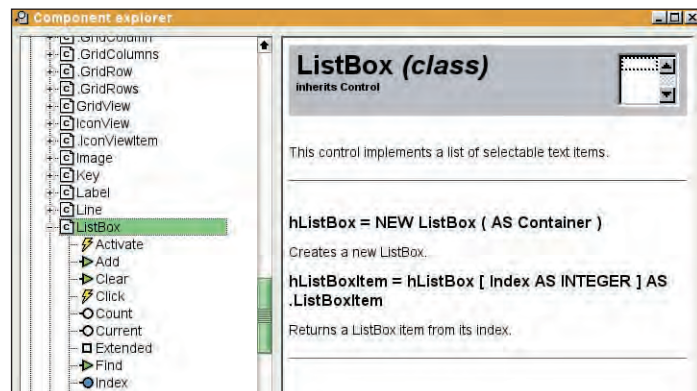 Component explorer
.GridColumn
.GridColumns
.GridRow
.GridRows
GridView
IconView
.IconViewItem
Image
Key
Label
Line
ListBox
Activate
Add
Clear
Click
Count
Current
Extended
Find
Index
ListBox (class)
inherits Control
This control implements a list of selectable text items.
hListBox = NEW ListBox ( AS Container )
Creates a new ListBox.
hListBoxItem = hListBox [ Index AS INTEGER ] AS
.ListBoxItem
Returns a ListBox item from its index.